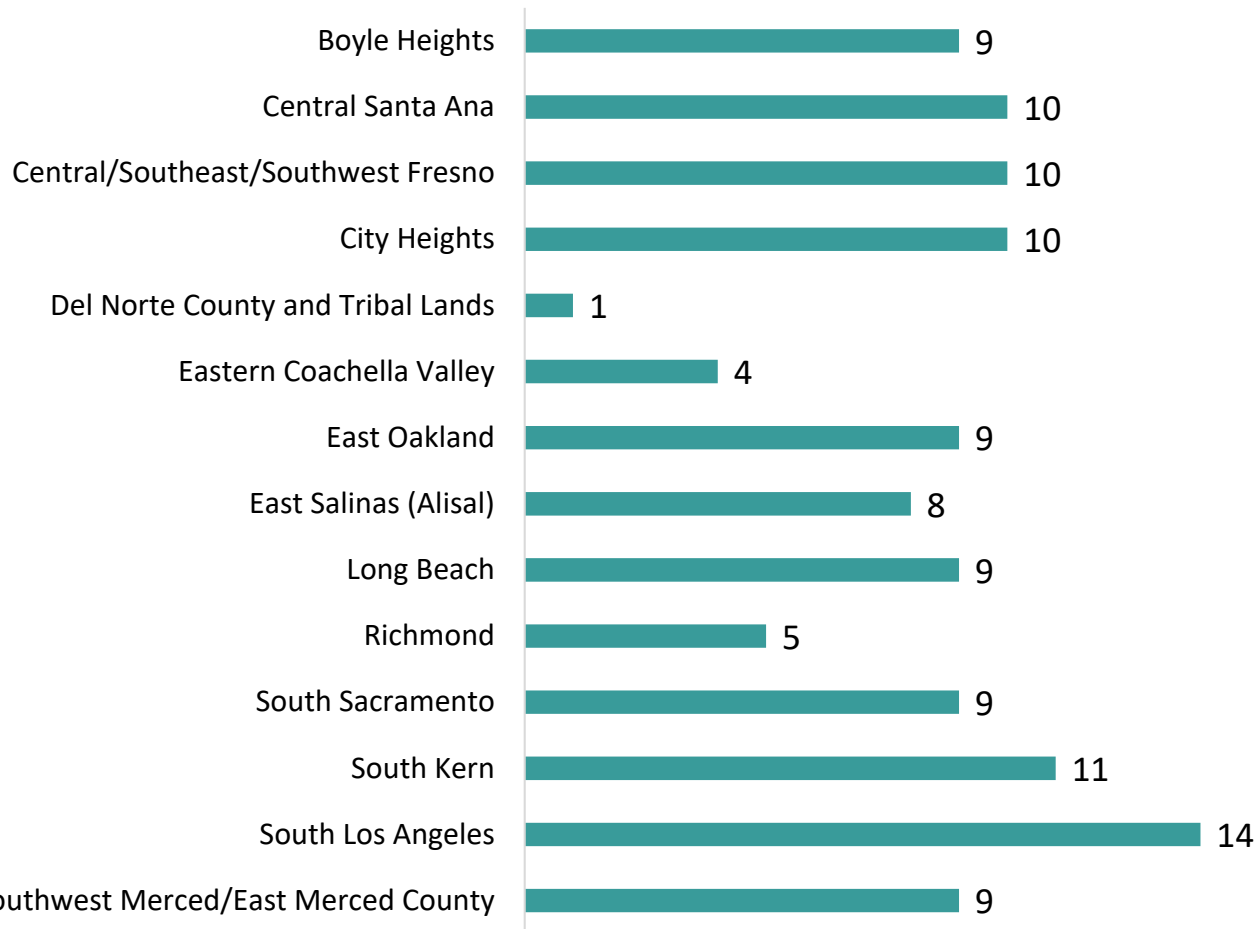 Boyle Heights 9
Central Santa Ana 10
Central/Southeast/Southwest Fresno 10
City Heights 10
Del Norte County and Tribal Lands 1
Eastern Coachella Valley 4
East Oakland 9
East Salinas (Alisal) 8
Long Beach 9
Richmond 5
South Sacramento 9
South Kern 11
South Los Angeles 14
outhwest Merced/East Merced County 9